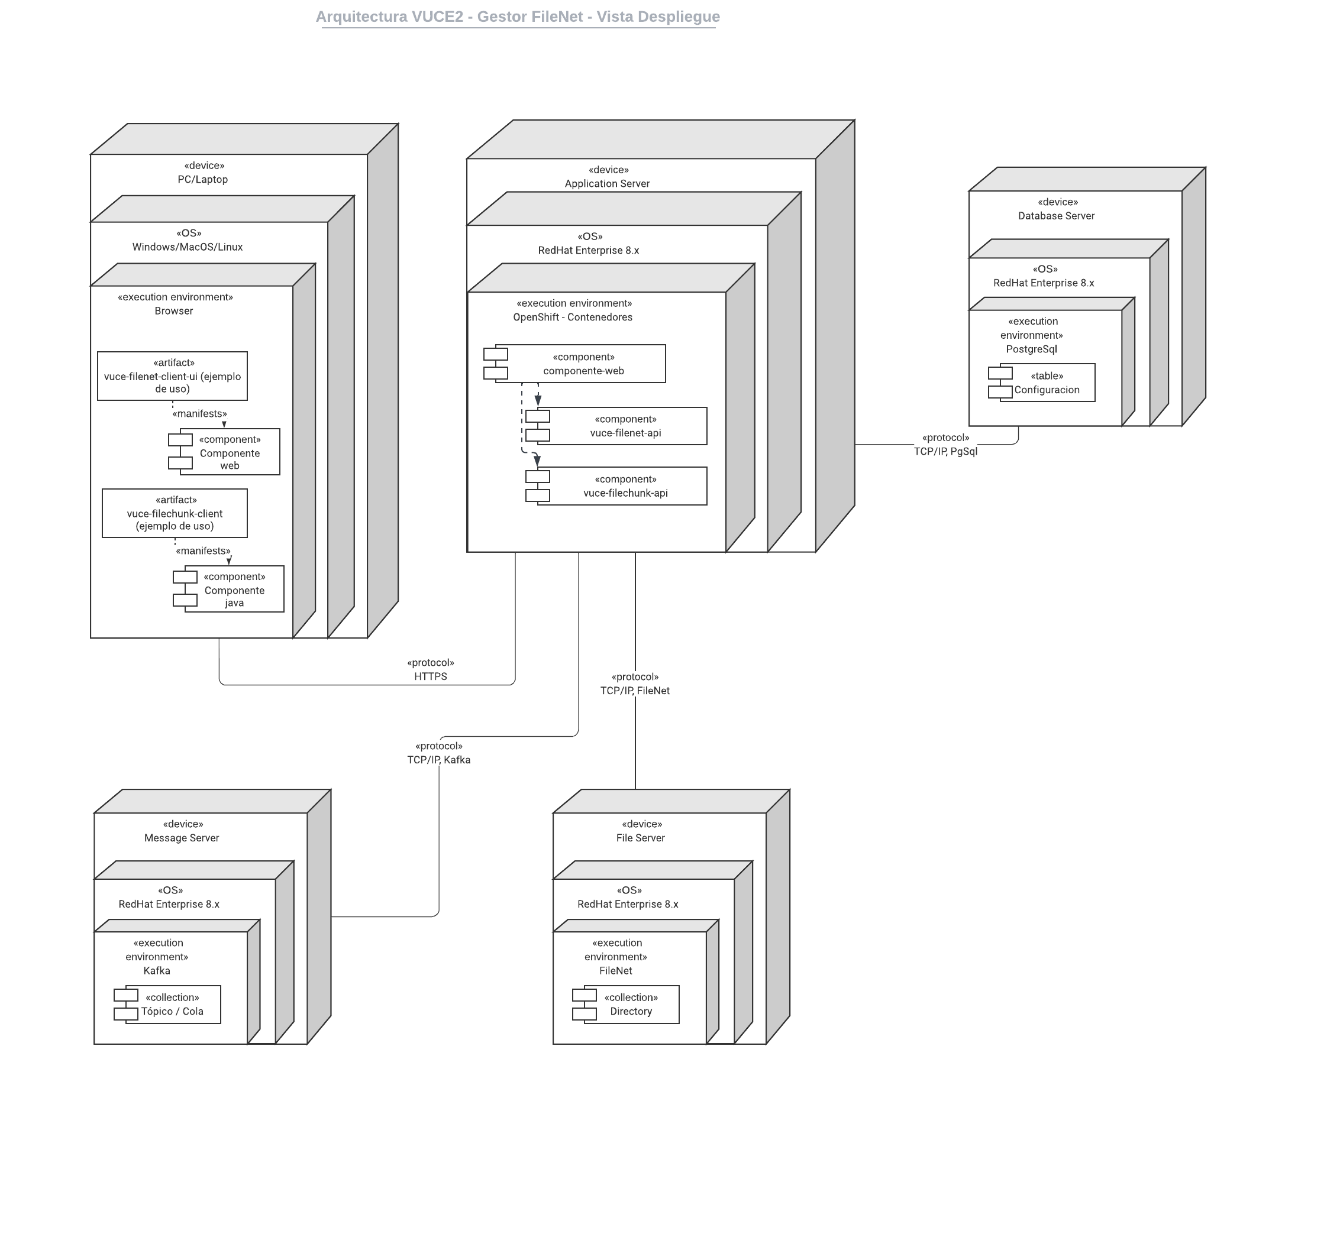 Arquitectura VUCE2 - Gestor FileNet - Vista Despliegue
«device»
PC/Laptop
«OS»
Windows/MacOS/Linux
«execution environment»
Browser
«artifact»
vuce-filenet-client-ui (ejemplo
de uso)
«manifests»
«component»
Componente
web
«artifact»
vuce-filechunk-client
(ejemplo de uso)
«manifests»
«component»
Componente
java
«device»
Application Server
«OS»
RedHat Enterprise 8.x
«execution environment»
OpenShift - Contenedores
«component»
componente-web
«component»
vuce-filenet-api
«component»
vuce-filechunk-api
«device»
Database Server
«OS»
RedHat Enterprise 8.x
«execution
environment»
PostgreSql
«table»
Configuracion
«protocol»
TCP/IP, PgSql
«protocol»
HTTPS
«protocol»
TCP/IP, FileNet
«protocol»
TCP/IP, Kafka
«device»
Message Server
«OS»
RedHat Enterprise 8.x
«execution
environment»
Kafka
«collection»
Tópico / Cola
«device»
File Server
«OS»
RedHat Enterprise 8.x
«execution
environment»
FileNet
«collection»
Directory